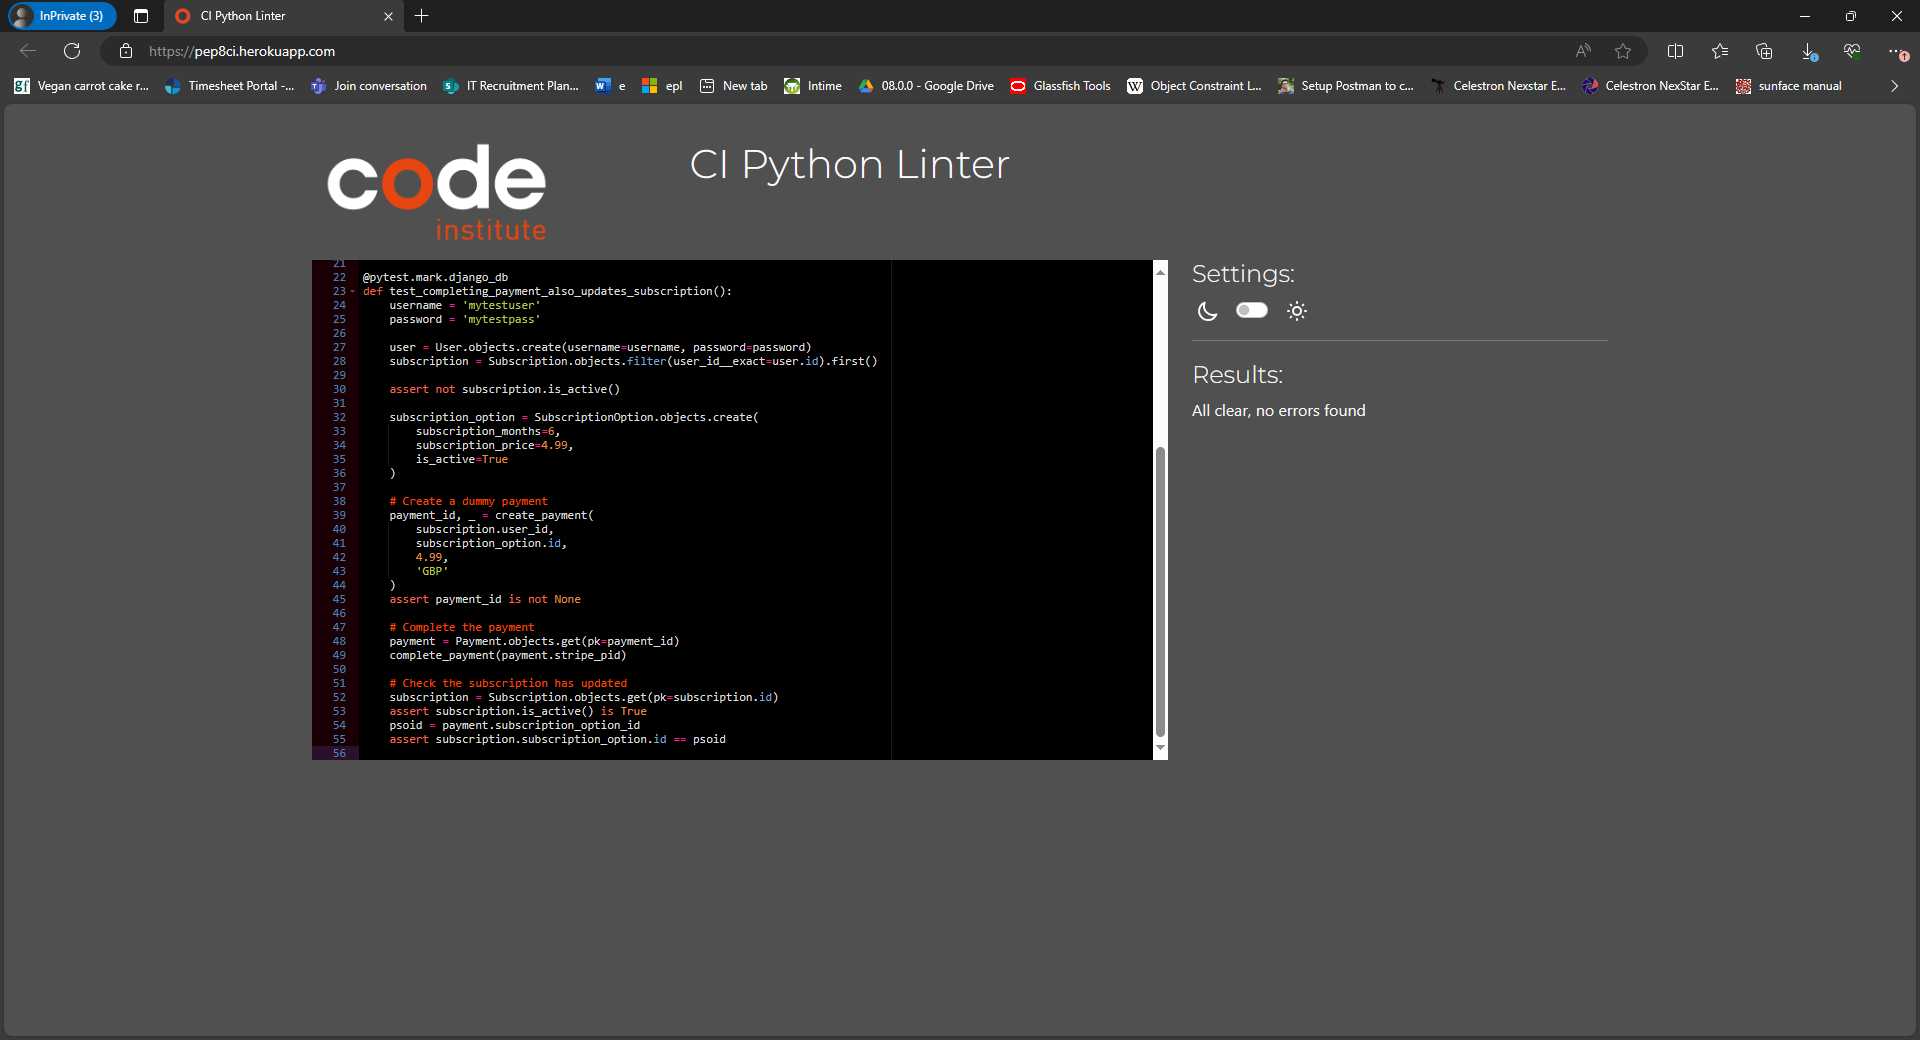 InPrivate (3)
CI Python Linter
https://pep8ci.herokuapp.com
Vegan carrot cake r...
Timesheet Portal -...
Join conversation
IT Recruitment Plan...
e
epl
New tab
Intime
08.0.0 - Google Drive
Glassfish Tools
Object Constraint L...
Setup Postman to c...
Celestron Nexstar E...
Celestron NexStar E...
sunface manual
code
institute
CI Python Linter
21
22 @pytest.mark.django_db
23 def test_completing_payment_also_updates_subscription():
24     username = 'mytestuser'
25     password = 'mytestpass'
26
27     user = User.objects.create(username=username, password=password)
28     subscription = Subscription.objects.filter(user_id__exact=user.id).first()
29
30     assert not subscription.is_active()
31
32     subscription_option = SubscriptionOption.objects.create(
33         subscription_months=6,
34         subscription_price=4.99,
35         is_active=True
36     )
37
38     # Create a dummy payment
39     payment_id, _ = create_payment(
40         subscription.user_id,
41         subscription_option.id,
42         4.99,
43         'GBP'
44     )
45     assert payment_id is not None
46
47     # Complete the payment
48     payment = Payment.objects.get(pk=payment_id)
49     complete_payment(payment.stripe_pid)
50
51     # Check the subscription has updated
52     subscription = Subscription.objects.get(pk=subscription.id)
53     assert subscription.is_active() is True
54     psoid = payment.subscription_option_id
55     assert subscription.subscription_option.id == psoid
56
Settings:
Results:
All clear, no errors found